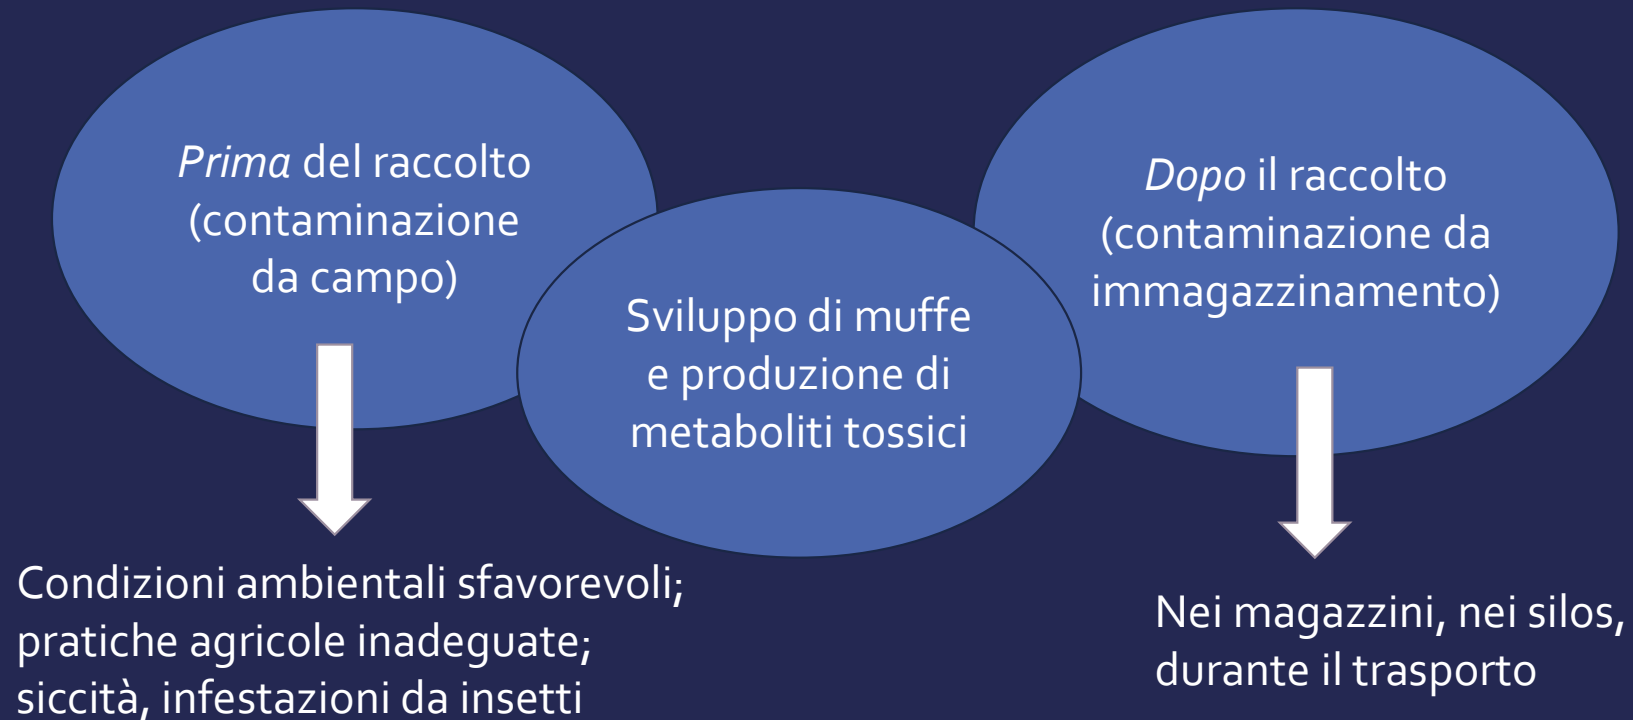 Prima del raccolto
(contaminazione
da campo)
Sviluppo di muffe
e produzione di
metaboliti tossici
Dopo il raccolto
(contaminazione da
immagazzinamento)
Condizioni ambientali sfavorevoli;
pratiche agricole inadeguate;
siccità, infestazioni da insetti
Nei magazzini, nei silos,
durante il trasporto